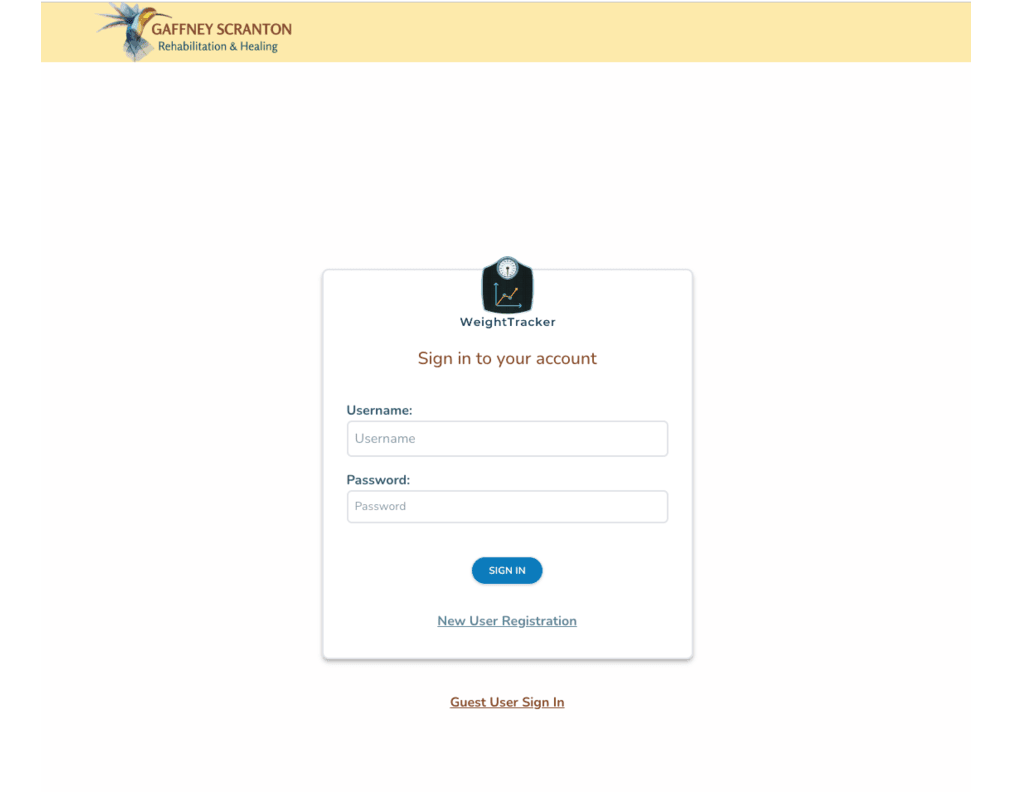 GAFFNEY SCRANTON
Rehabilitation & Healing
WeightTracker
Sign in to your account
Username:
Username
Password:
Password
SIGN IN
New User Registration
Guest User Sign In